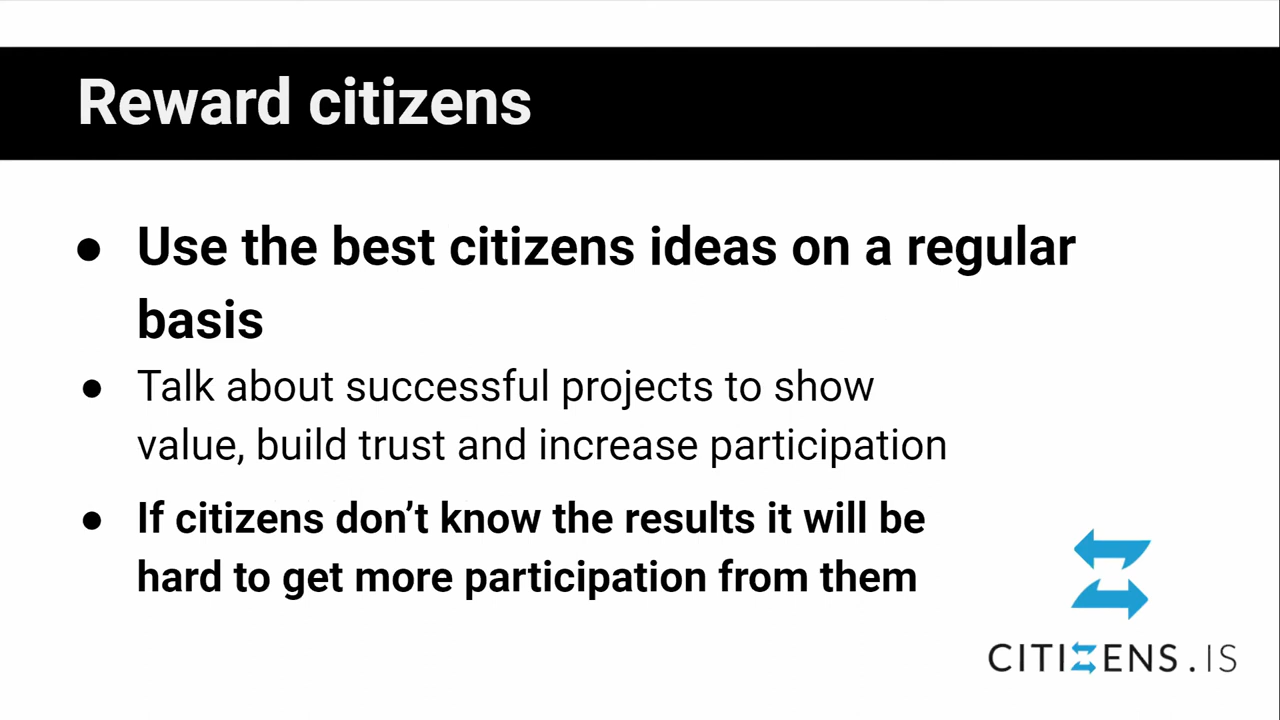 Reward citizens
● Use the best citizens ideas on a regular
basis
● Talk about successful projects to show
value, build trust and increase participation
● If citizens don’t know the results it will be
hard to get more participation from them
CITIZENS.IS